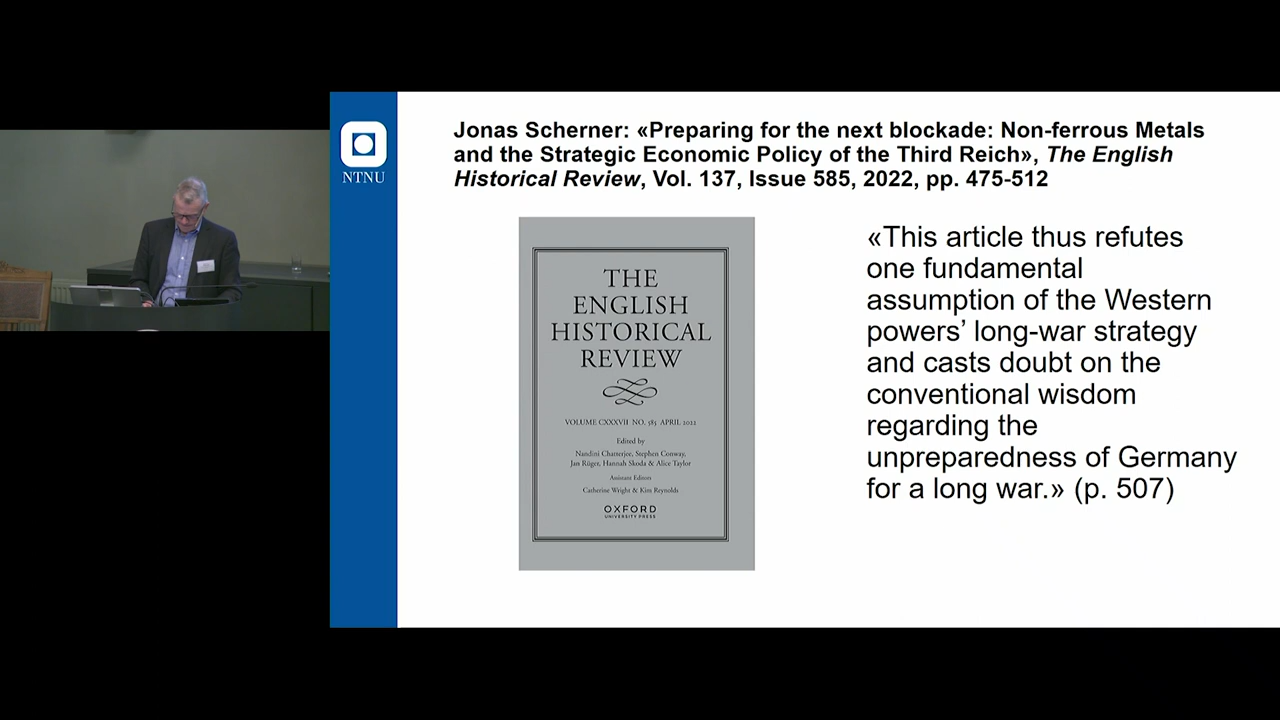 NTNU
Jonas Scherner: «Preparing for the next blockade: Non-ferrous Metals
and the Strategic Economic Policy of the Third Reich», The English
Historical Review, Vol. 137, Issue 585, 2022, pp. 475-512
THE
ENGLISH
HISTORICAL
REVIEW
VOLUME CXXXVII NO. 585 APRIL 2022
Edited by
Nandini Chatterjee, Stephen Conway,
Jan Rüger, Hannah Skoda & Alice Taylor
Assistant Editors
Catherine Wright & Kim Reynolds
OXFORD
UNIVERSITY PRESS
«This article thus refutes
one fundamental
assumption of the Western
powers’ long-war strategy
and casts doubt on the
conventional wisdom
regarding the
unpreparedness of Germany
for a long war.» (p. 507)